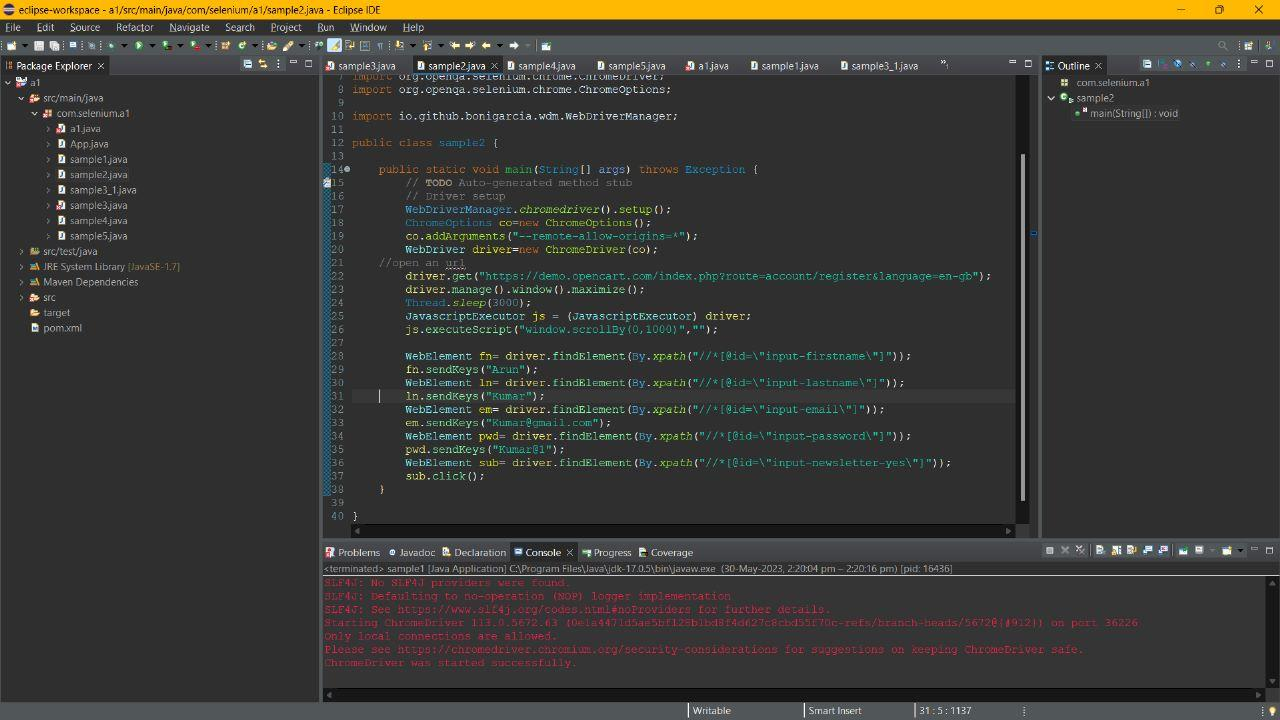 eclipse-workspace - a1/src/main/java/com/selenium/a1/sample2.java - Eclipse IDE
File Edit Source Refactor Navigate Search Project Run Window Help
Package Explorer
a1
src/main/java
com.selenium.a1
a1.java
App.java
sample1.java
sample2.java
sample3_1.java
sample3.java
sample4.java
sample5.java
src/test/java
JRE System Library [JavaSE-1.7]
Maven Dependencies
src
target
pom.xml
sample3.java sample2.java sample4.java sample5.java a1.java sample1.java sample3_1.java
7 import org.openqa.selenium.chrome.ChromeDriver;
8 import org.openqa.selenium.chrome.ChromeOptions;
9
10 import io.github.bonigarcia.wdm.WebDriverManager;
11
12 public class sample2 {
13
14 public static void main(String[] args) throws Exception {
15 // TODO Auto-generated method stub
16 // Driver setup
17 WebDriverManager.chromedriver().setup();
18 ChromeOptions co=new ChromeOptions();
19 co.addArguments("--remote-allow-origins=*");
20 WebDriver driver=new ChromeDriver(co);
21 //open an url
22 driver.get("https://demo.opencart.com/index.php?route=account/register&language=en-gb");
23 driver.manage().window().maximize();
24 Thread.sleep(3000);
25 JavascriptExecutor js = (JavascriptExecutor) driver;
26 js.executeScript("window.scrollBy(0,1000)","");
27
28 WebElement fn= driver.findElement(By.xpath("//*[@id=\"input-firstname\"]"));
29 fn.sendKeys("Arun");
30 WebElement ln= driver.findElement(By.xpath("//*[@id=\"input-lastname\"]"));
31 ln.sendKeys("Kumar");
32 WebElement em= driver.findElement(By.xpath("//*[@id=\"input-email\"]"));
33 em.sendKeys("Kumar@gmail.com");
34 WebElement pwd= driver.findElement(By.xpath("//*[@id=\"input-password\"]"));
35 pwd.sendKeys("Kumar@1");
36 WebElement sub= driver.findElement(By.xpath("//*[@id=\"input-newsletter-yes\"]"));
37 sub.click();
38 }
39
40 }
Outline
com.selenium.a1
sample2
main(String[]) : void
Problems Javadoc Declaration Console Progress Coverage
<terminated> sample1 [Java Application] C:\Program Files\Java\jdk-17.0.5\bin\javaw.exe (30-May-2023, 2:20:04 pm – 2:20:16 pm) [pid: 16436]
SLF4J: No SLF4J providers were found.
SLF4J: Defaulting to no-operation (NOP) logger implementation
SLF4J: See https://www.slf4j.org/codes.html#noProviders for further details.
Starting ChromeDriver 113.0.5672.63 (0e1a4471d5ae5bf128b1bd8f4d627c8cbd55f70c-refs/branch-heads/5672@{#912}) on port 36226
Only local connections are allowed.
Please see https://chromedriver.chromium.org/security-considerations for suggestions on keeping ChromeDriver safe.
ChromeDriver was started successfully.
Writable Smart Insert 31 : 5 : 1137